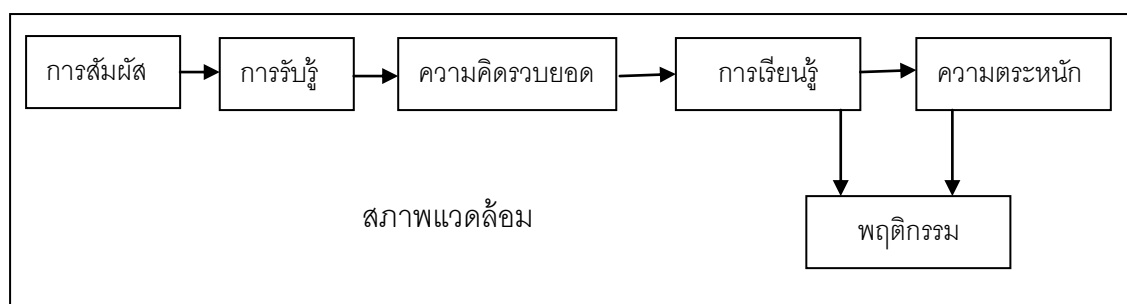 การสัมผัส การรับรู้ ความคิดรวบยอด การเรียนรู้ ความตระหนัก
สภาพแวดล้อม
พฤติกรรม